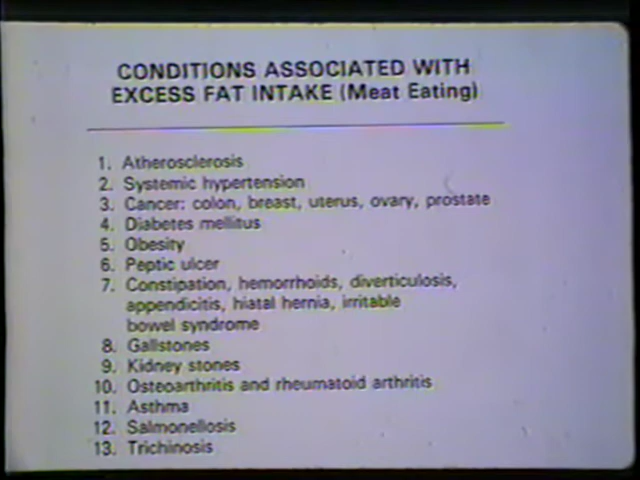 CONDITIONS ASSOCIATED WITH
EXCESS FAT INTAKE (Meat Eating)
1. Atherosclerosis
2. Systemic hypertension
3. Cancer: colon, breast, uterus, ovary, prostate
4. Diabetes mellitus
5. Obesity
6. Peptic ulcer
7. Constipation, hemorrhoids, diverticulosis,
appendicitis, hiatal hernia, irritable
bowel syndrome
8. Gallstones
9. Kidney stones
10. Osteoarthritis and rheumatoid arthritis
11. Asthma
12. Salmonellosis
13. Trichinosis